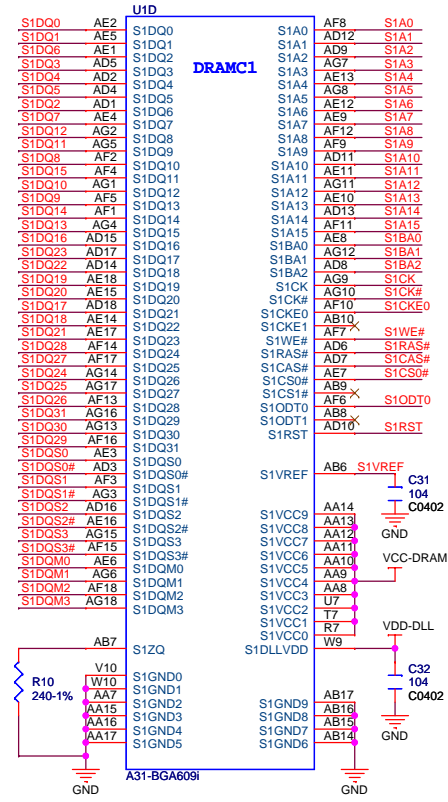 U1D
DRAMC1
S1DQ0 AE2 S1DQ0 S1A0 AF8 S1A0
S1DQ1 AE5 S1DQ1 S1A1 AD12 S1A1
S1DQ6 AE1 S1DQ2 S1A2 AD9 S1A2
S1DQ3 AD5 S1DQ3 S1A3 AG7 S1A3
S1DQ4 AD2 S1DQ4 S1A4 AE13 S1A4
S1DQ5 AD4 S1DQ5 S1A5 AG8 S1A5
S1DQ2 AD1 S1DQ6 S1A6 AE12 S1A6
S1DQ7 AE4 S1DQ7 S1A7 AE9 S1A7
S1DQ12 AG2 S1DQ8 S1A8 AF12 S1A8
S1DQ11 AG5 S1DQ9 S1A9 AF9 S1A9
S1DQ8 AF2 S1DQ10 S1A10 AD11 S1A10
S1DQ15 AF4 S1DQ11 S1A11 AE11 S1A11
S1DQ10 AG1 S1DQ12 S1A12 AG11 S1A12
S1DQ9 AF5 S1DQ13 S1A13 AE10 S1A13
S1DQ14 AF1 S1DQ14 S1A14 AD13 S1A14
S1DQ13 AG4 S1DQ15 S1A15 AF11 S1A15
S1DQ16 AD15 S1DQ16 S1BA0 AE8 S1BA0
S1DQ23 AD17 S1DQ17 S1BA1 AG12 S1BA1
S1DQ22 AD14 S1DQ18 S1BA2 AD8 S1BA2
S1DQ19 AE18 S1DQ19 S1CK AG9 S1CK
S1DQ20 AE15 S1DQ20 S1CK# AG10 S1CK#
S1DQ17 AD18 S1DQ21 S1CKE0 AF10 S1CKE0
S1DQ18 AE14 S1DQ22 S1CKE1 AB10
S1DQ21 AE17 S1DQ23 S1WE# AF7 S1WE#
S1DQ28 AF14 S1DQ24 S1RAS# AD6 S1RAS#
S1DQ27 AF17 S1DQ25 S1CAS# AD7 S1CAS#
S1DQ24 AG14 S1DQ26 S1CS0# AE7 S1CS0#
S1DQ25 AG17 S1DQ27 S1CS1# AB9
S1DQ26 AF13 S1DQ28 S1ODT0 AF6 S1ODT0
S1DQ31 AG16 S1DQ29 S1ODT1 AB8
S1DQ30 AG13 S1DQ30 S1RST AD10 S1RST
S1DQ29 AF16 S1DQ31
S1DQS0 AE3 S1DQS0
S1DQS0# AD3 S1DQS0# S1VREF AB6 S1VREF
S1DQS1 AF3 S1DQS1
S1DQS1# AG3 S1DQS1#
S1DQS2 AD16 S1DQS2 S1VCC9 AA14
S1DQS2# AE16 S1DQS2# S1VCC8 AA13
S1DQS3 AG15 S1DQS3 S1VCC7 AA12
S1DQS3# AF15 S1DQS3# S1VCC6 AA11
S1DQM0 AE6 S1DQM0 S1VCC5 AA10
S1DQM1 AG6 S1DQM1 S1VCC4 AA9
S1DQM2 AF18 S1DQM2 S1VCC3 AA8
S1DQM3 AG18 S1DQM3 S1VCC2 U7
S1VCC1 T7
S1VCC0 R7
AB7 S1ZQ S1DLLVDD W9
C31
104
C0402
GND
VCC-DRAM
VDD-DLL
R10
240-1%
V10 S1GND0
W10 S1GND1
AA7 S1GND2 S1GND9 AB17
AA15 S1GND3 S1GND8 AB16
AA16 S1GND4 S1GND7 AB15
AA17 S1GND5 S1GND6 AB14
C32
104
C0402
GND
A31-BGA609i
GND
GND